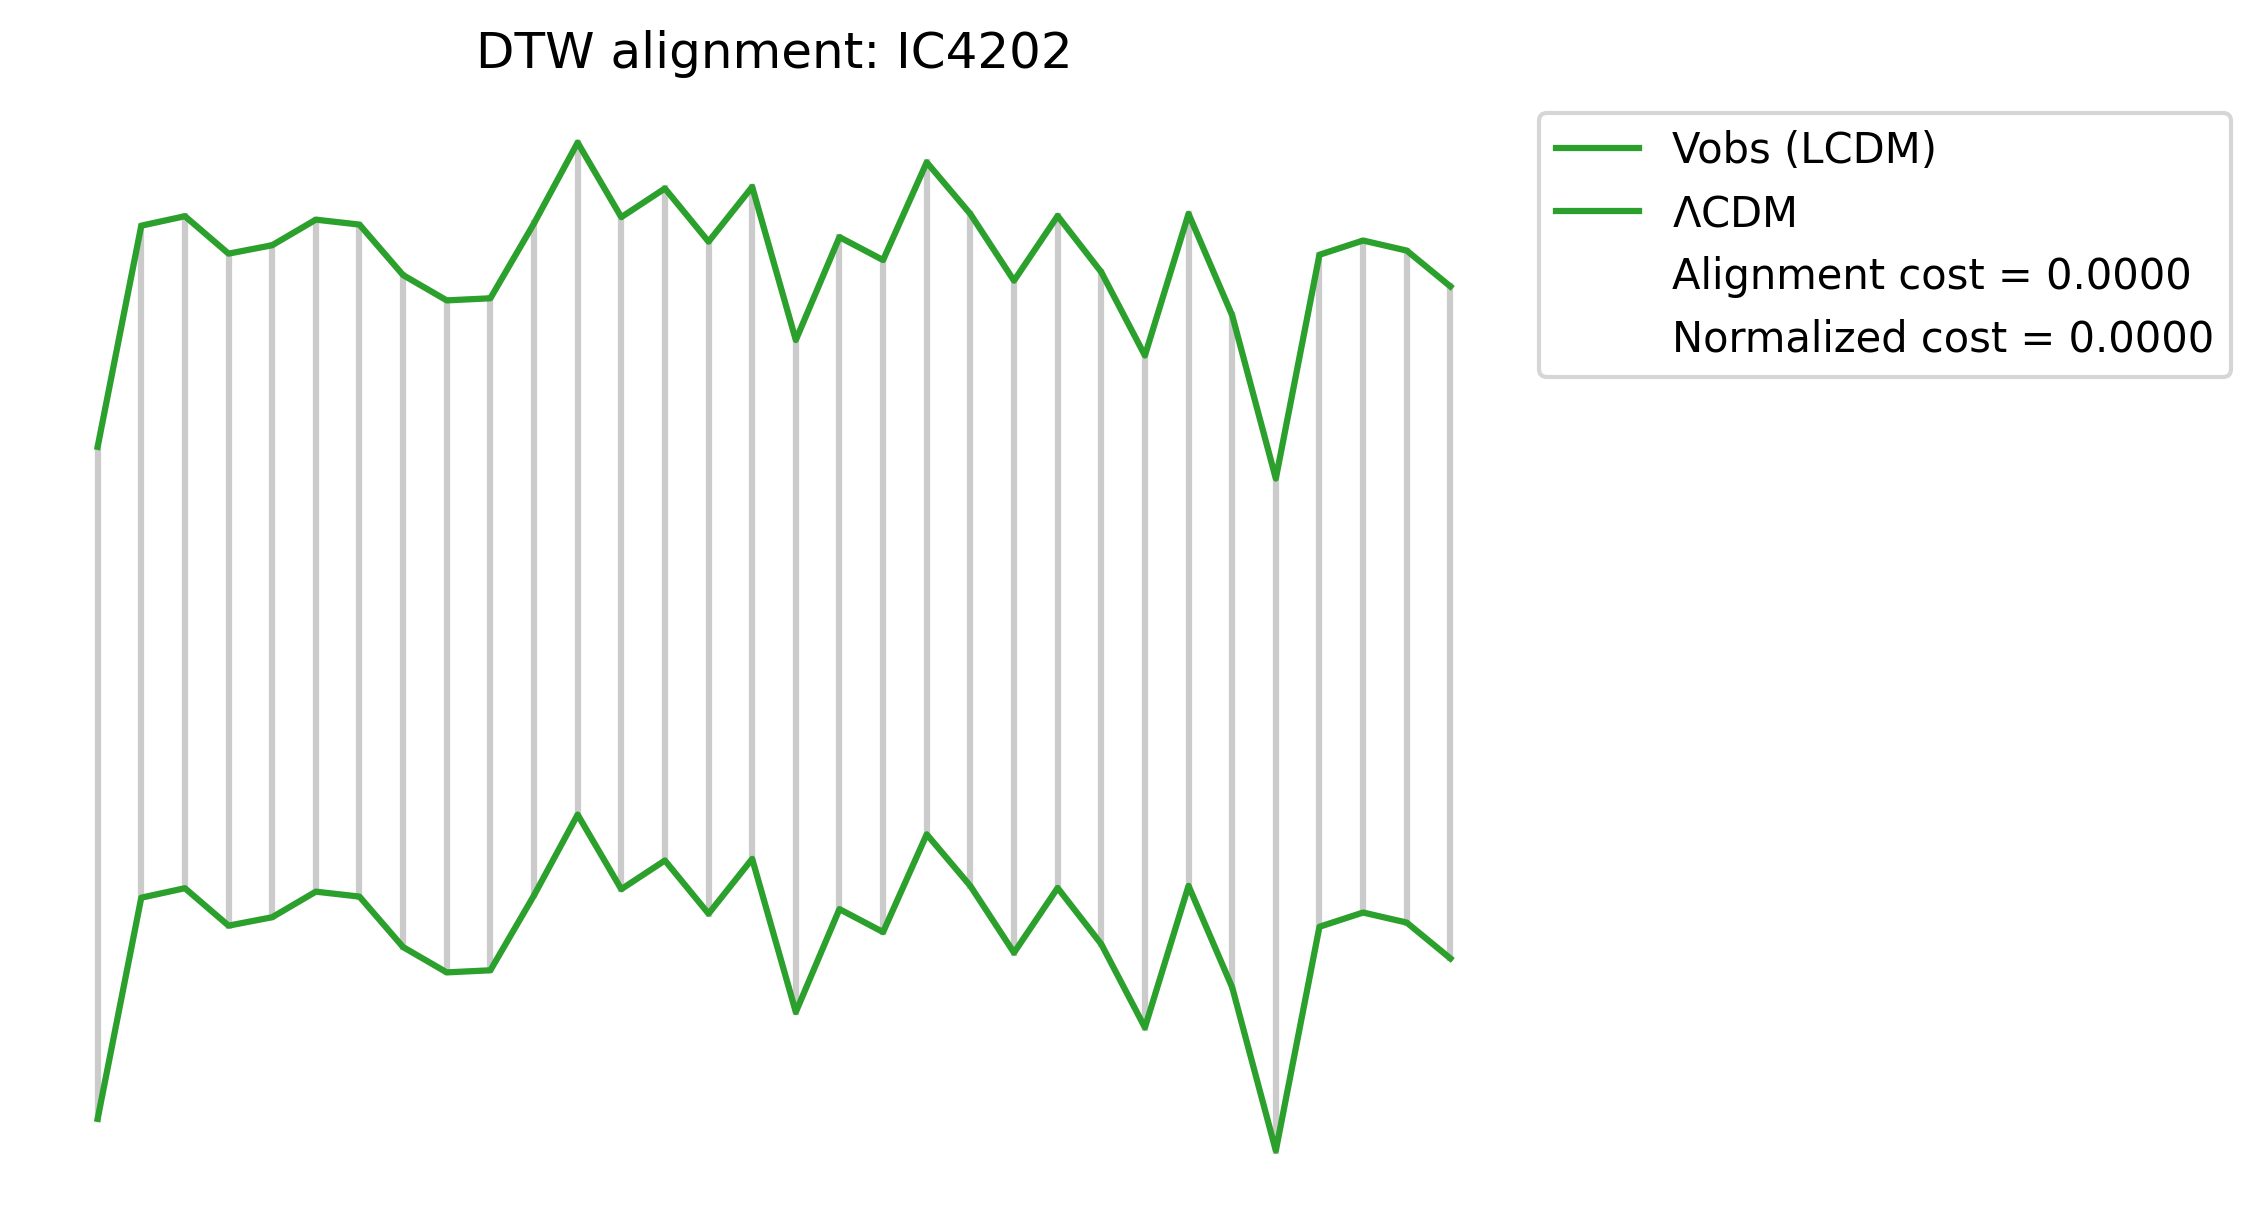 DTW alignment: IC4202
Vobs (LCDM)
ΛCDM
Alignment cost = 0.0000
Normalized cost = 0.0000